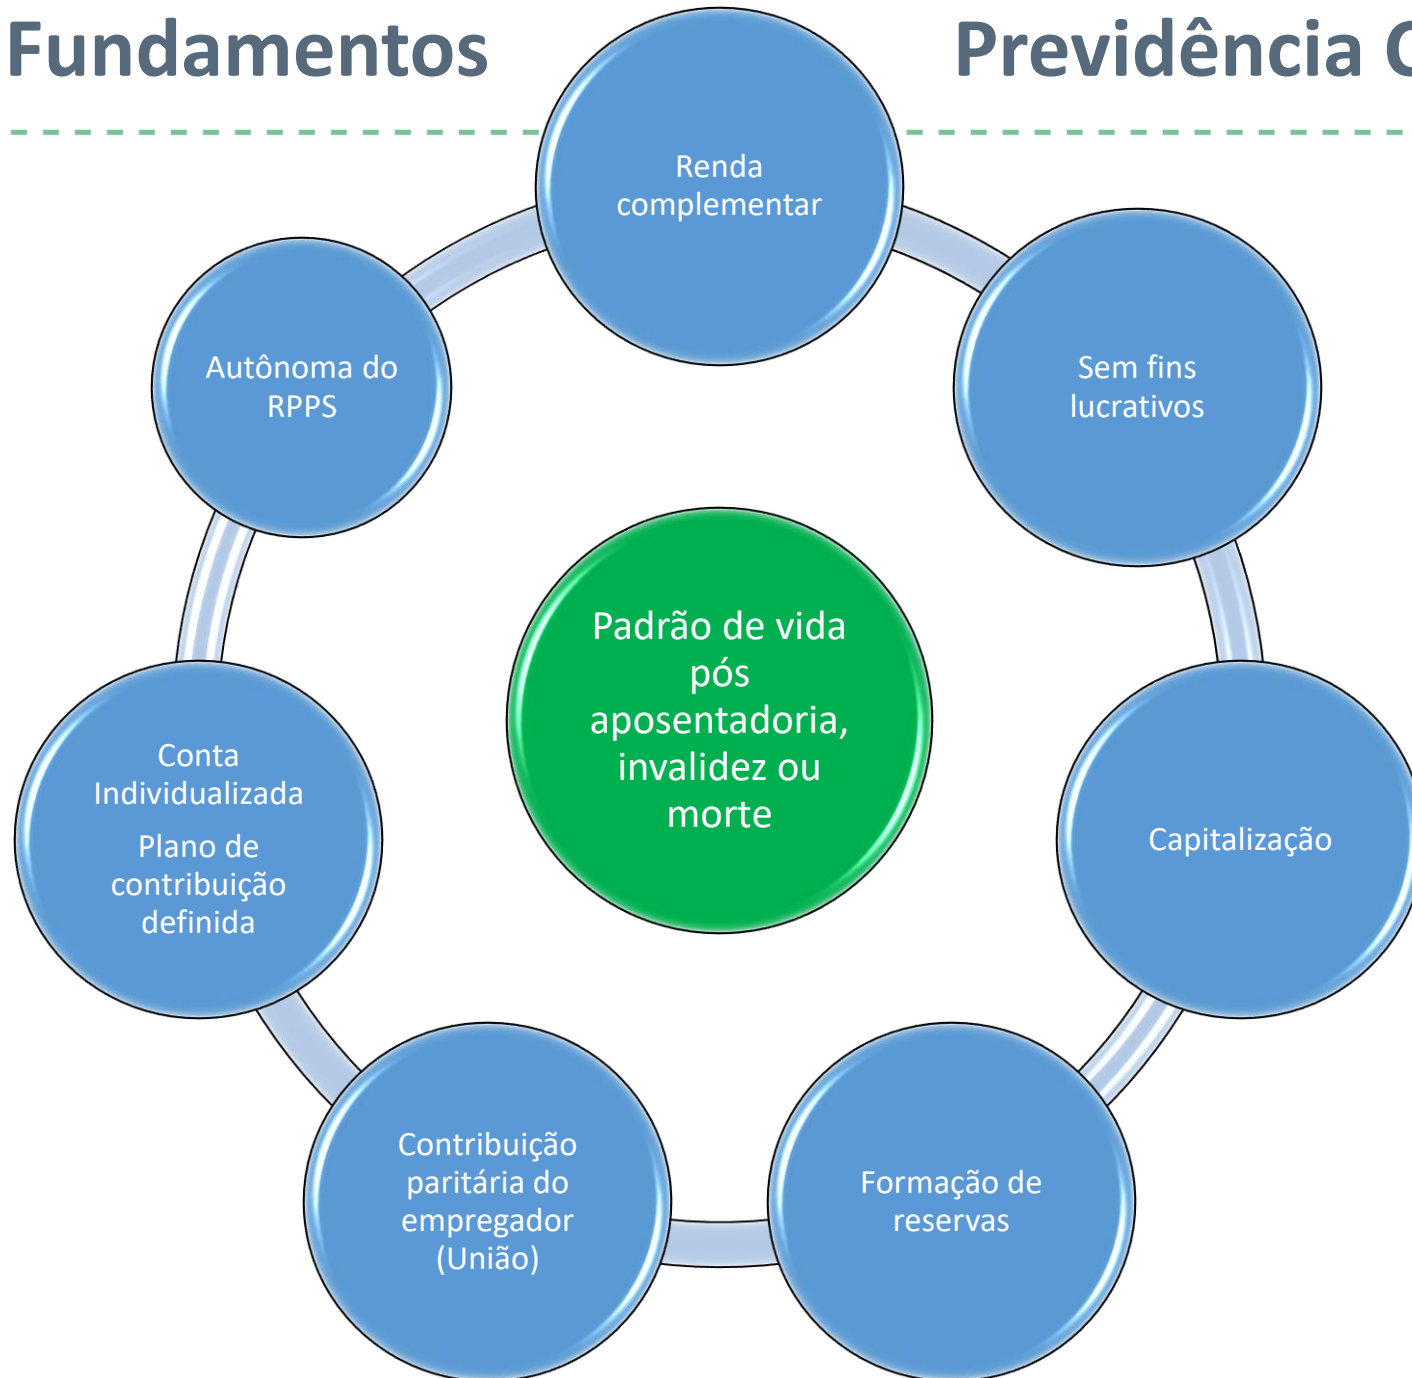 Fundamentos
Previdência C
Renda
complementar
Sem fins
lucrativos
Capitalização
Formação de
reservas
Contribuição
paritária do
empregador
(União)
Conta
Individualizada
Plano de
contribuição
definida
Autônoma do
RPPS
Padrão de vida
pós
aposentadoria,
invalidez ou
morte